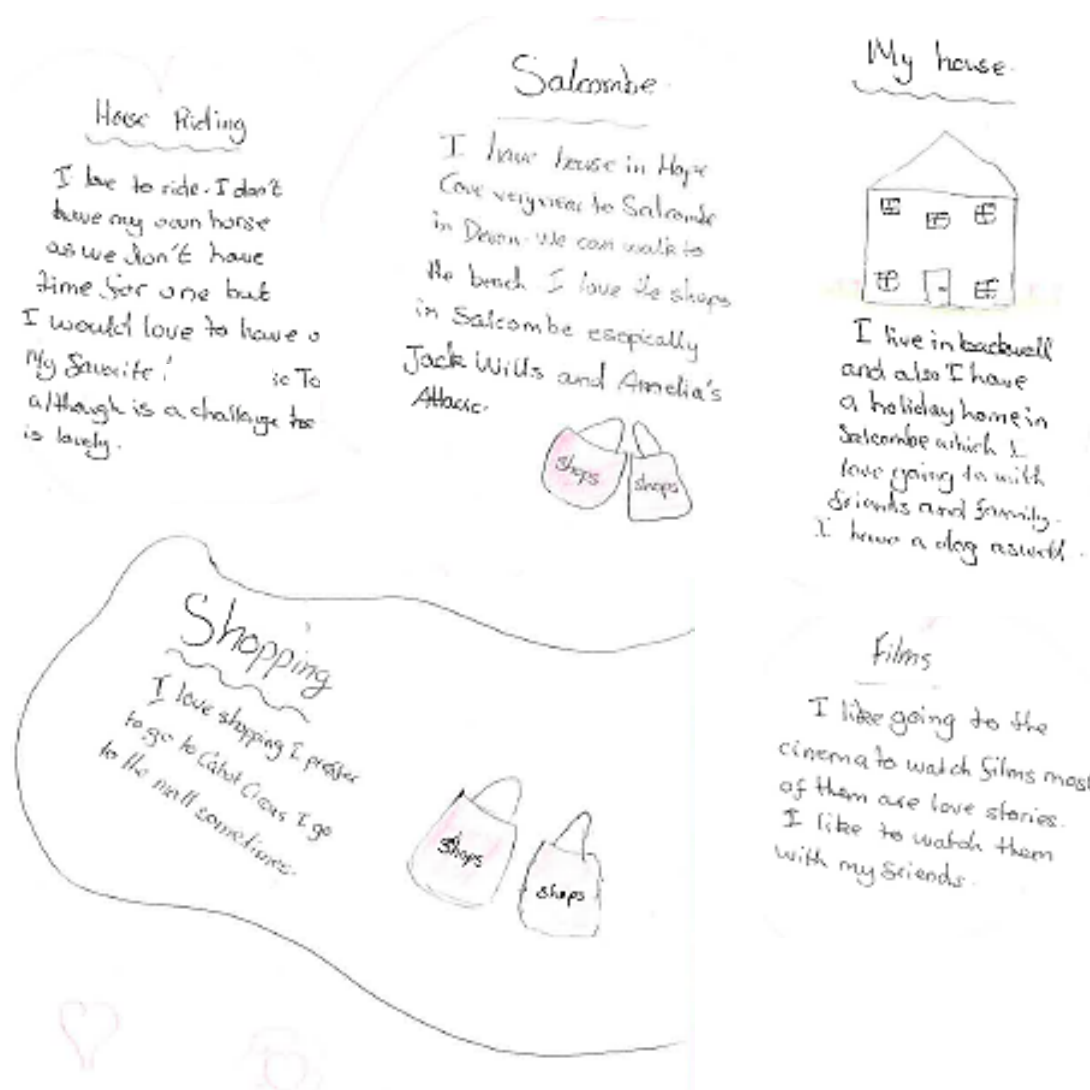 Horse Riding
I love to ride. I don't
have my own horse
as we don't have
time for one but
I would love to have a
My favourite! is To
although is a challenge too
is lovely.
Salcombe.
I have house in Hope
Cove very near to Salcombe
in Devon. We can walk to
the beach I love the shops
in Salcombe esopically
Jack Wills and Amelia's
shops
shops
My house.
I live in backwell
and also I have
a holiday home in
Salcombe which I
love going to with
friends and family.
I have a dog aswell.
Shopping
I love shopping I preffer
to go to Cabot Circus I go
to the mall sometimes.
shops
shops
films
I like going to the
cinema to watch films most
of them are love stories.
I like to watch them
with my friends.